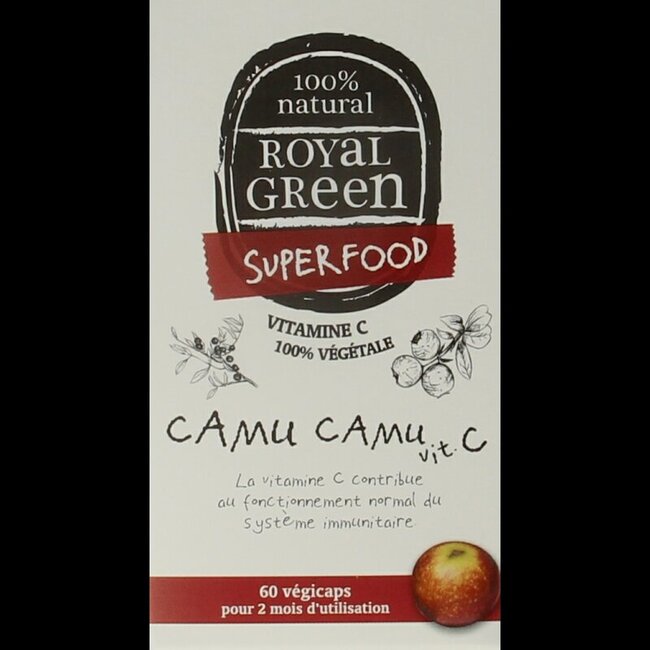 100%
natural
ROYAL
GReen
SUPERFOOD
VITAMINE C
100% VÉGÉTALE
CAMU CAMU vit. C
La vitamine C contribue
au fonctionnement normal du
système immunitaire
60 végicaps
pour 2 mois d'utilisation